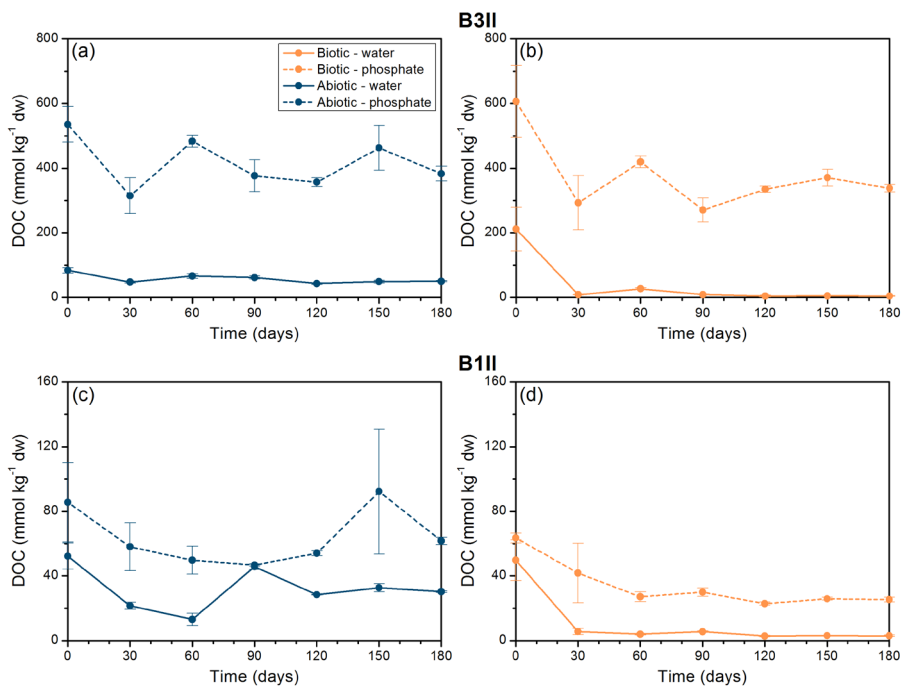 B3II
(a)
Biotic - water
Biotic - phosphate
Abiotic - water
Abiotic - phosphate
800
600
400
200
0
DOC (mmol kg-1 dw)
0 30 60 90 120 150 180
Time (days)
(b)
800
600
400
200
0
DOC (mmol kg-1 dw)
0 30 60 90 120 150 180
Time (days)
B1II
(c)
160
120
80
40
0
DOC (mmol kg-1 dw)
0 30 60 90 120 150 180
Time (days)
(d)
160
120
80
40
0
DOC (mmol kg-1 dw)
0 30 60 90 120 150 180
Time (days)